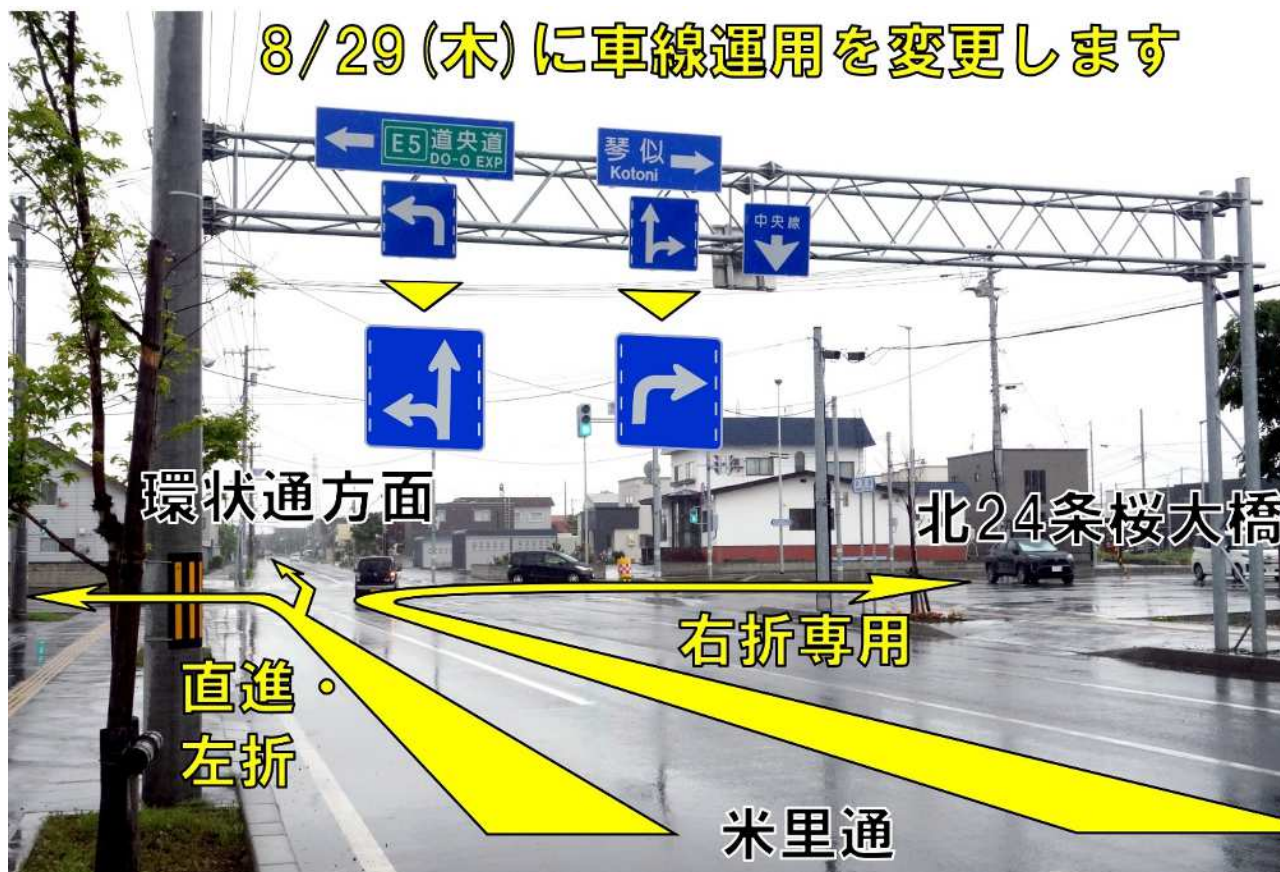 8/29(木)に車線運用を変更します
E5 道央道
DO-O EXP
琴似
Kotoni
中央線
環状通方面
北24条桜大橋
右折専用
直進・
左折
米里通